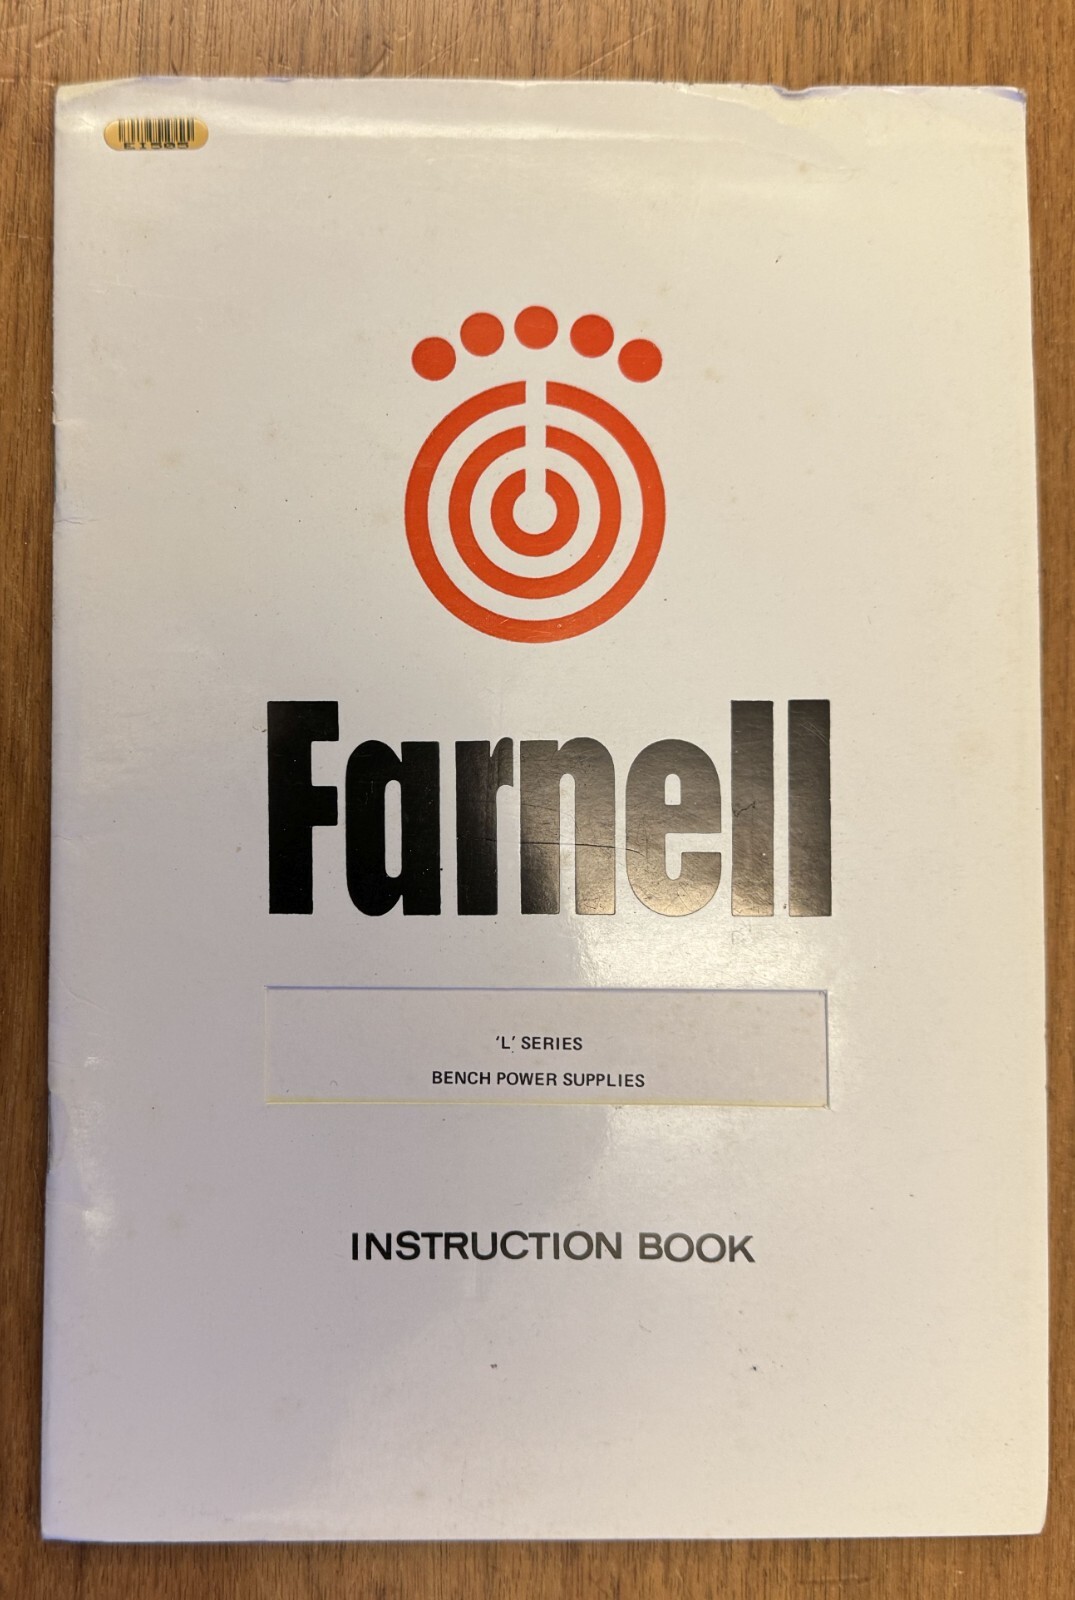 Farnell
'L' SERIES
BENCH POWER SUPPLIES
INSTRUCTION BOOK